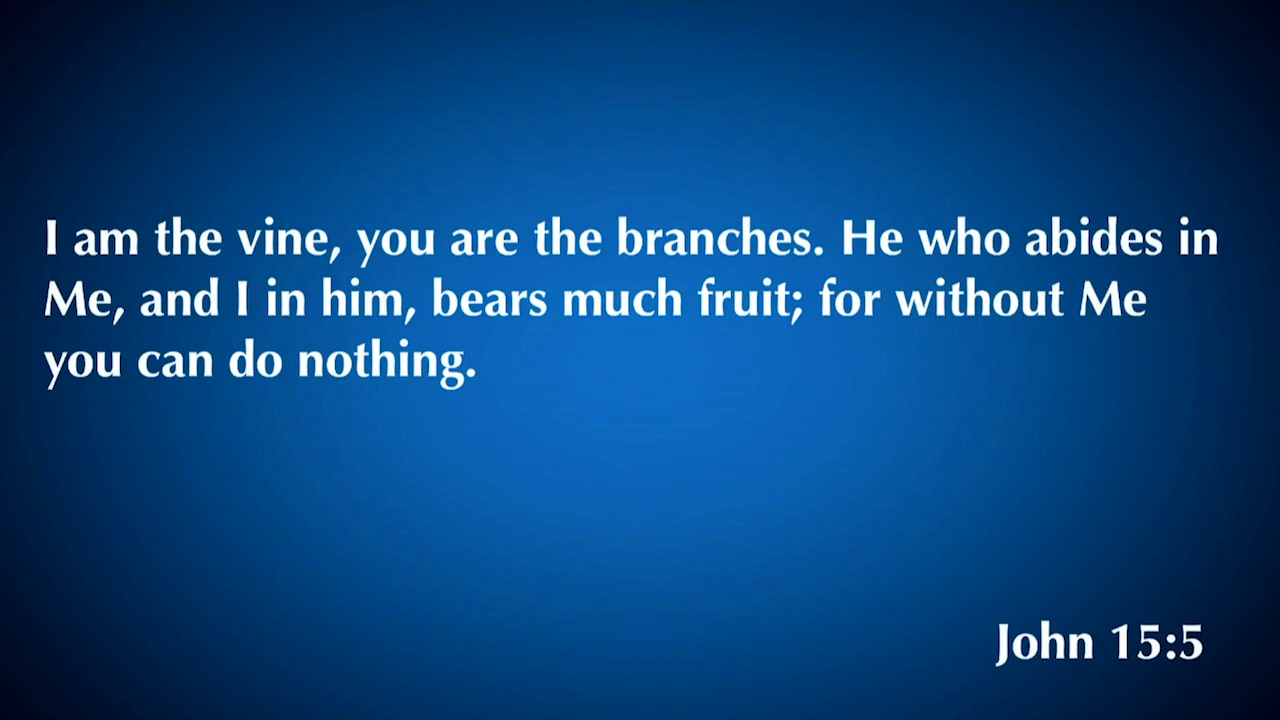 I am the vine, you are the branches. He who abides in
Me, and I in him, bears much fruit; for without Me
you can do nothing.
John 15:5